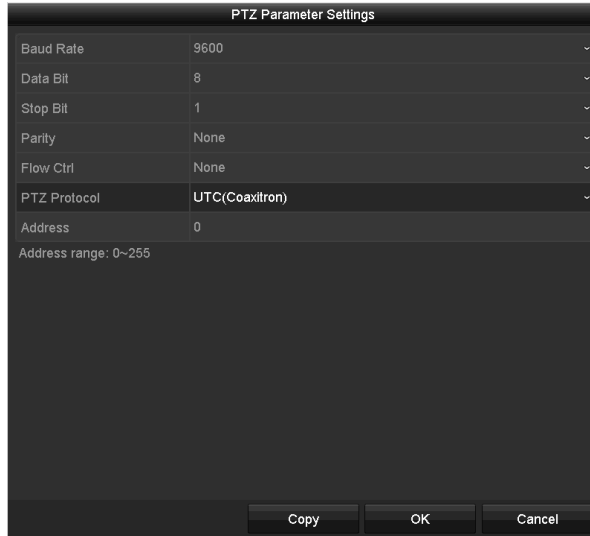 PTZ Parameter Settings
Baud Rate 9600
Data Bit 8
Stop Bit 1
Parity None
Flow Ctrl None
PTZ Protocol UTC(Coaxitron)
Address 0
Address range: 0~255
Copy OK Cancel